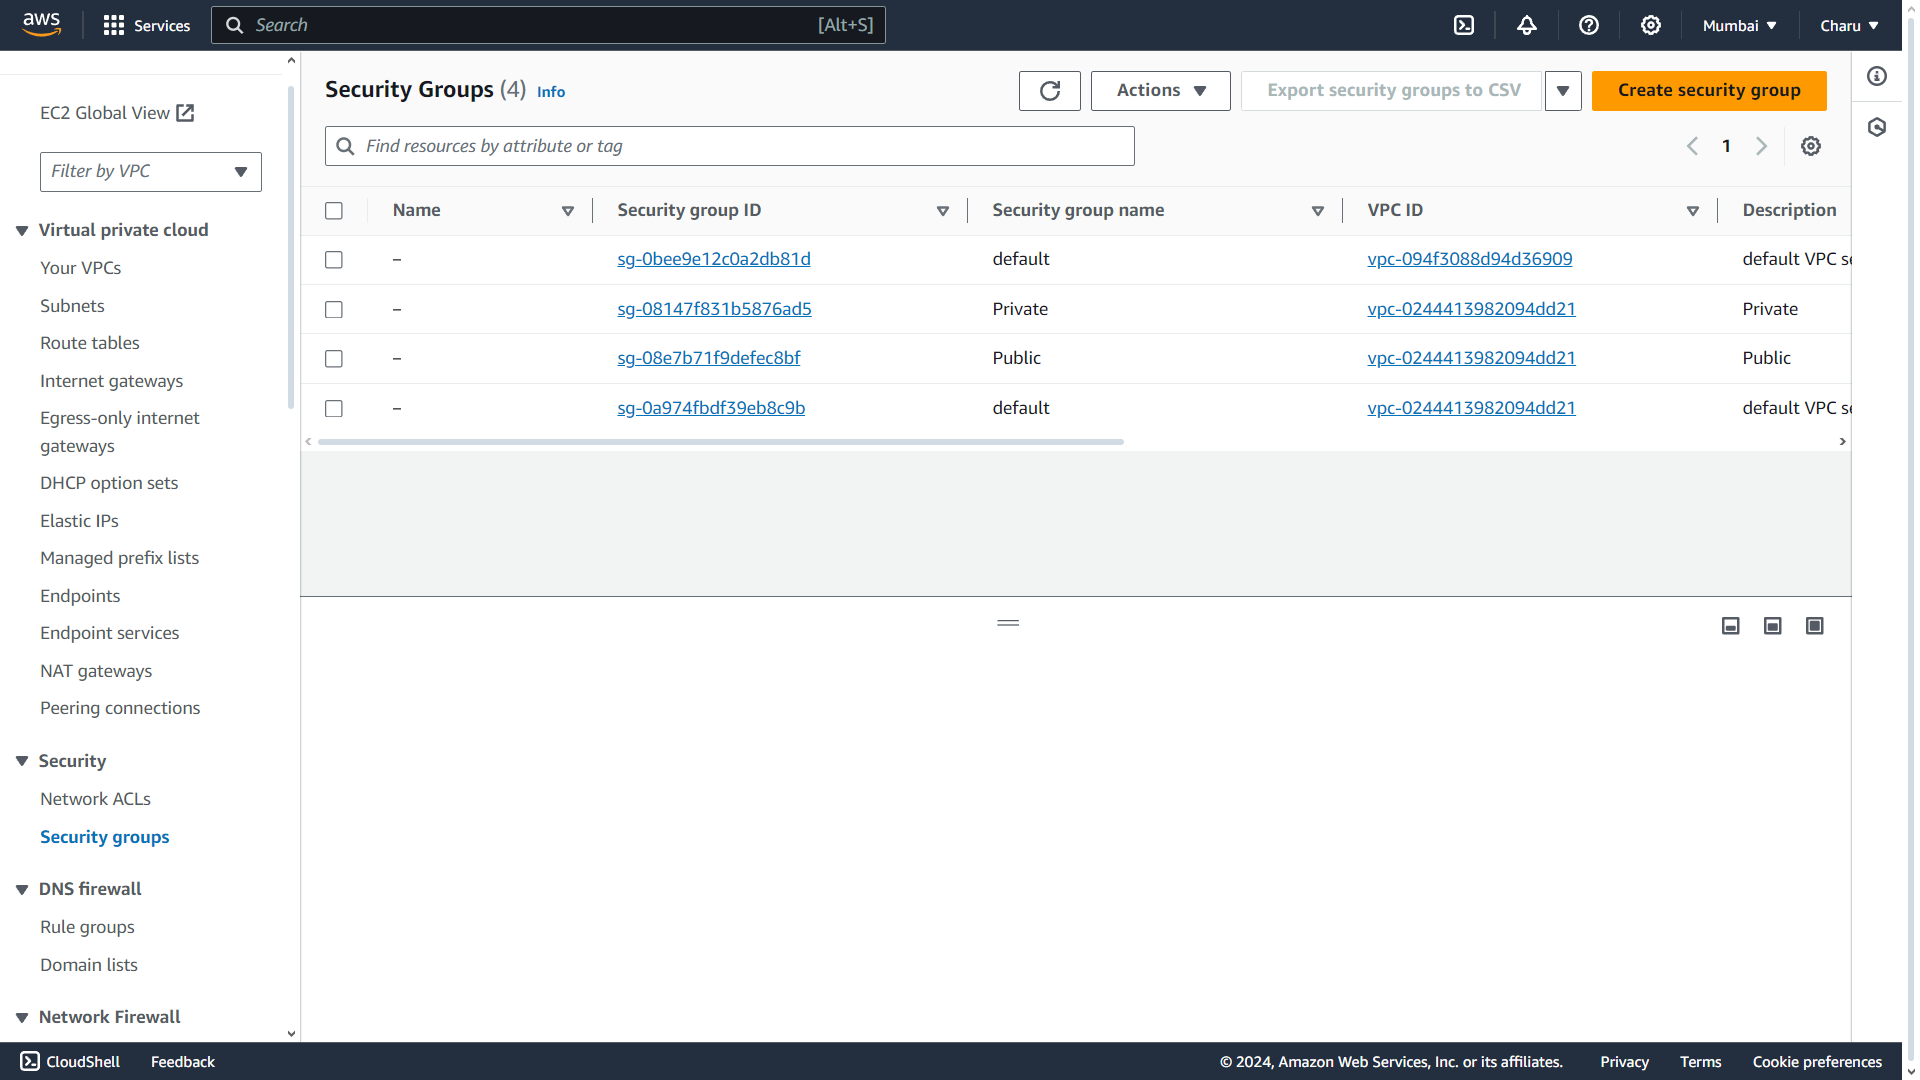 aws
Services
Search
[Alt+S]
Mumbai
Charu
EC2 Global View
Filter by VPC
Virtual private cloud
Your VPCs
Subnets
Route tables
Internet gateways
Egress-only internet
gateways
DHCP option sets
Elastic IPs
Managed prefix lists
Endpoints
Endpoint services
NAT gateways
Peering connections
Security
Network ACLs
Security groups
DNS firewall
Rule groups
Domain lists
Network Firewall
Security Groups (4) Info
Actions
Export security groups to CSV
Create security group
Find resources by attribute or tag
1
Name Security group ID Security group name VPC ID Description
– sg-0bee9e12c0a2db81d default vpc-094f3088d94d36909 default VPC se
– sg-08147f831b5876ad5 Private vpc-0244413982094dd21 Private
– sg-08e7b71f9defec8bf Public vpc-0244413982094dd21 Public
– sg-0a974fbdf39eb8c9b default vpc-0244413982094dd21 default VPC se
CloudShell Feedback © 2024, Amazon Web Services, Inc. or its affiliates. Privacy Terms Cookie preferences